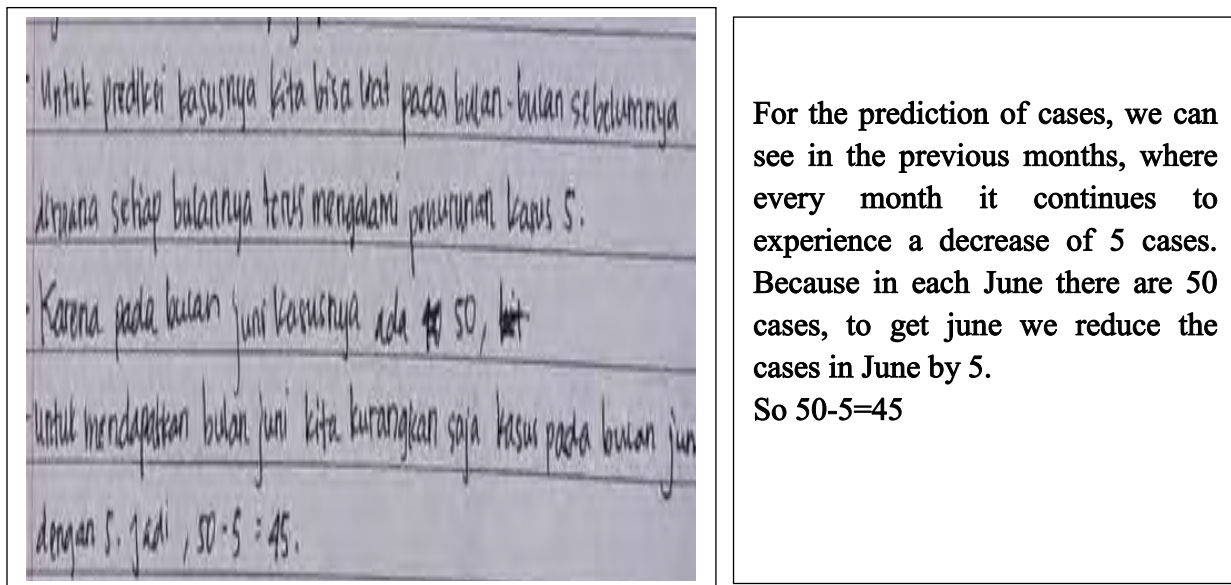 Untuk prediksi kasusnya kita bisa liat pada bulan-bulan sebelumnya
dimana setiap bulannya terus mengalami penurunan kasus 5.
Karena pada bulan juni kasusnya ada 50,
Untuk mendapatkan bulan juni kita kurangkan saja kasus pada bulan jun
dengan 5. jadi, 50-5=45.
For the prediction of cases, we can
see in the previous months, where
every month it continues to
experience a decrease of 5 cases.
Because in each June there are 50
cases, to get june we reduce the
cases in June by 5.
So 50-5=45